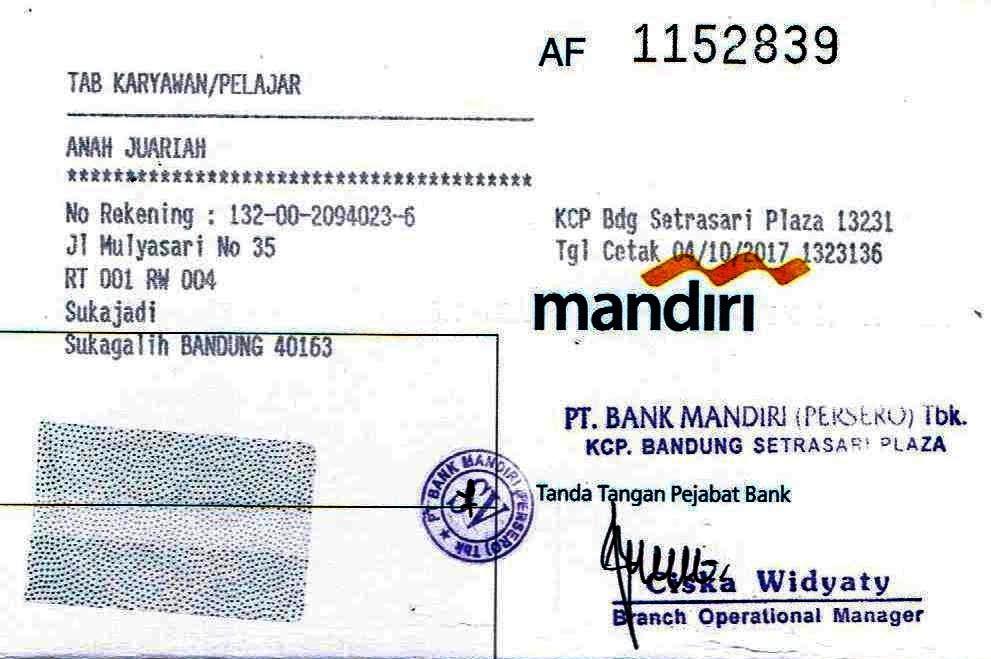 AF 1152839
TAB KARYAWAN/PELAJAR
ANAH JUARIAH
****************************************
No Rekening : 132-00-2094023-6
Jl Mulyasari No 35
RT 001 RW 004
Sukajadi
Sukagalih BANDUNG 40163
KCP Bdg Setrasari Plaza 13231
Tgl Cetak 04/10/2017 1323136
mandiri
PT. BANK MANDIRI (PERSERO) Tbk.
KCP. BANDUNG SETRASARI PLAZA
PT BANK MANDIRI (PERSERO) Tbk
Tanda Tangan Pejabat Bank
Ciska Widyaty
Branch Operational Manager